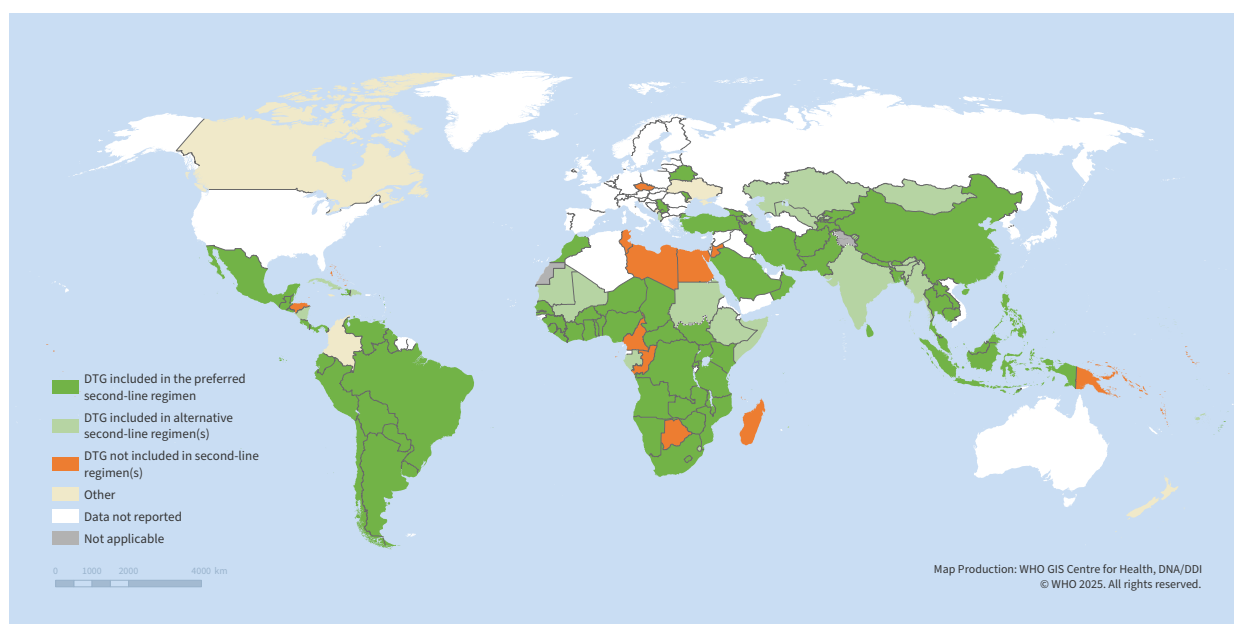 DTG included in the preferred
second-line regimen
DTG included in alternative
second-line regimen(s)
DTG not included in second-line
regimen(s)
Other
Data not reported
Not applicable
0 1000 2000 4000 km
Map Production: WHO GIS Centre for Health, DNA/DDI
© WHO 2025. All rights reserved.